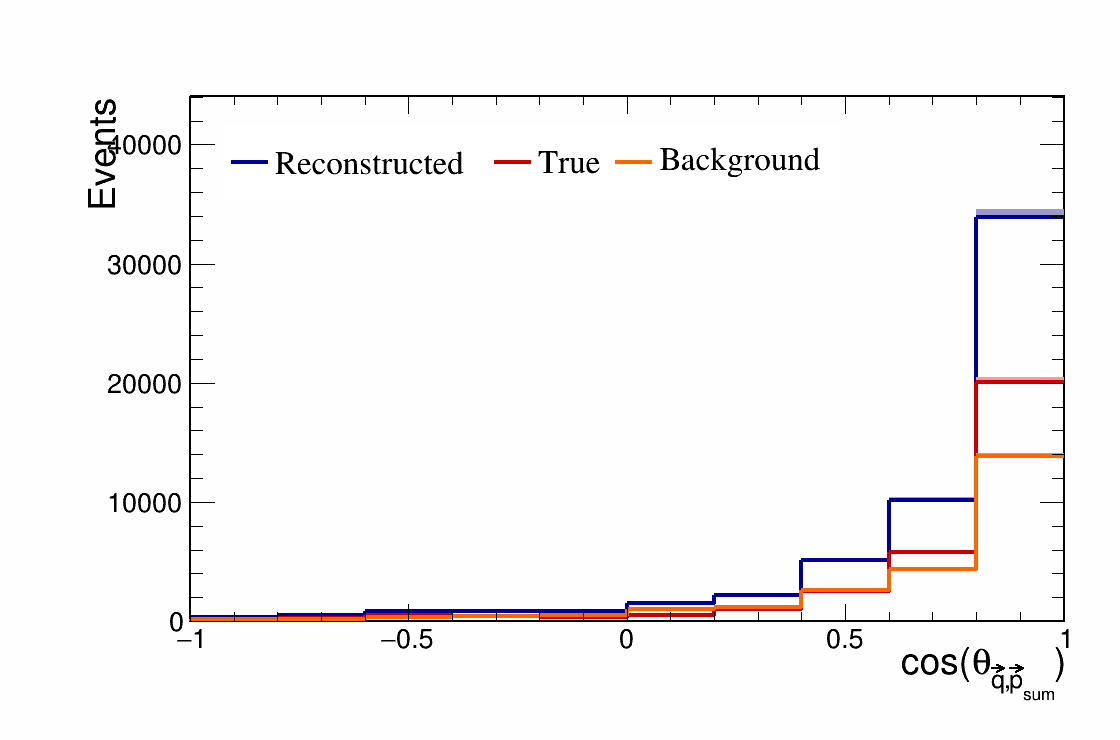 Events
40000
30000
20000
10000
0
Reconstructed True Background
−1 −0.5 0 0.5 1
cos(θ q⃗,p⃗ sum)